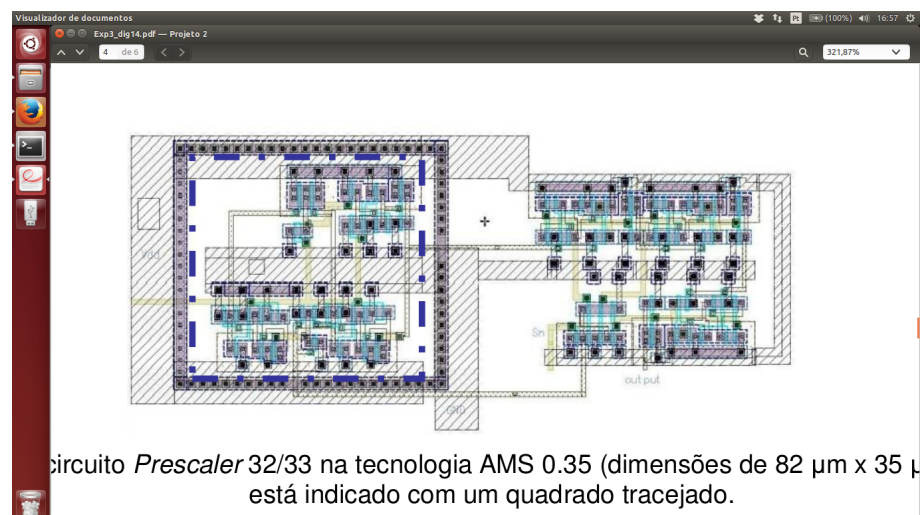 Visualizador de documentos
Pt (100%) 16:57
Exp3_dig14.pdf — Projeto 2
4 de 6
321,87%
Vdd
Sn
output
GND
circuito Prescaler 32/33 na tecnologia AMS 0.35 (dimensões de 82 µm x 35 µ
está indicado com um quadrado tracejado.